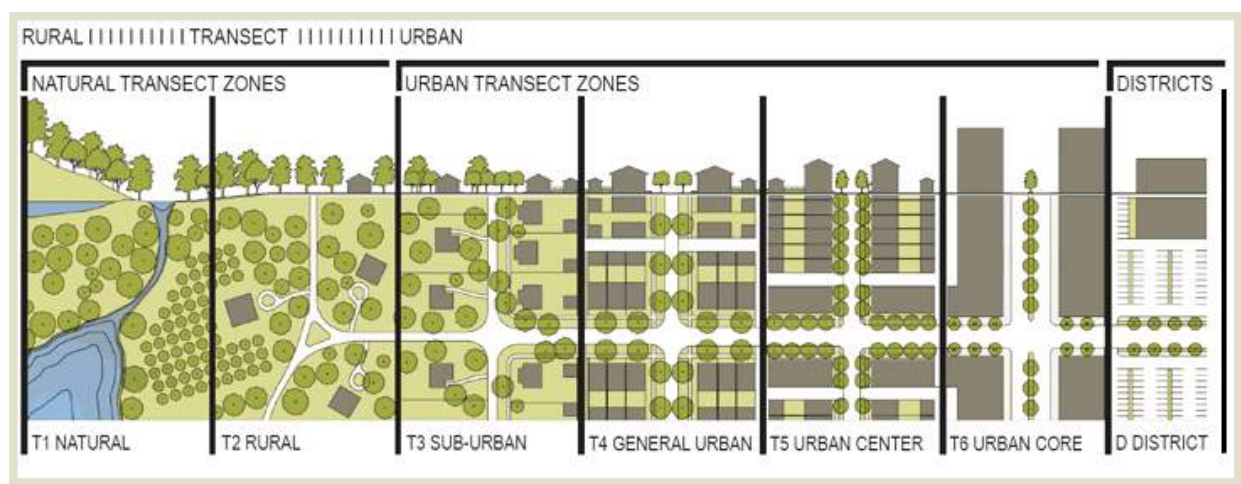 RURAL I I I I I I I I I I TRANSECT I I I I I I I I I I URBAN
NATURAL TRANSECT ZONES
URBAN TRANSECT ZONES
DISTRICTS
T1 NATURAL
T2 RURAL
T3 SUB-URBAN
T4 GENERAL URBAN
T5 URBAN CENTER
T6 URBAN CORE
D DISTRICT